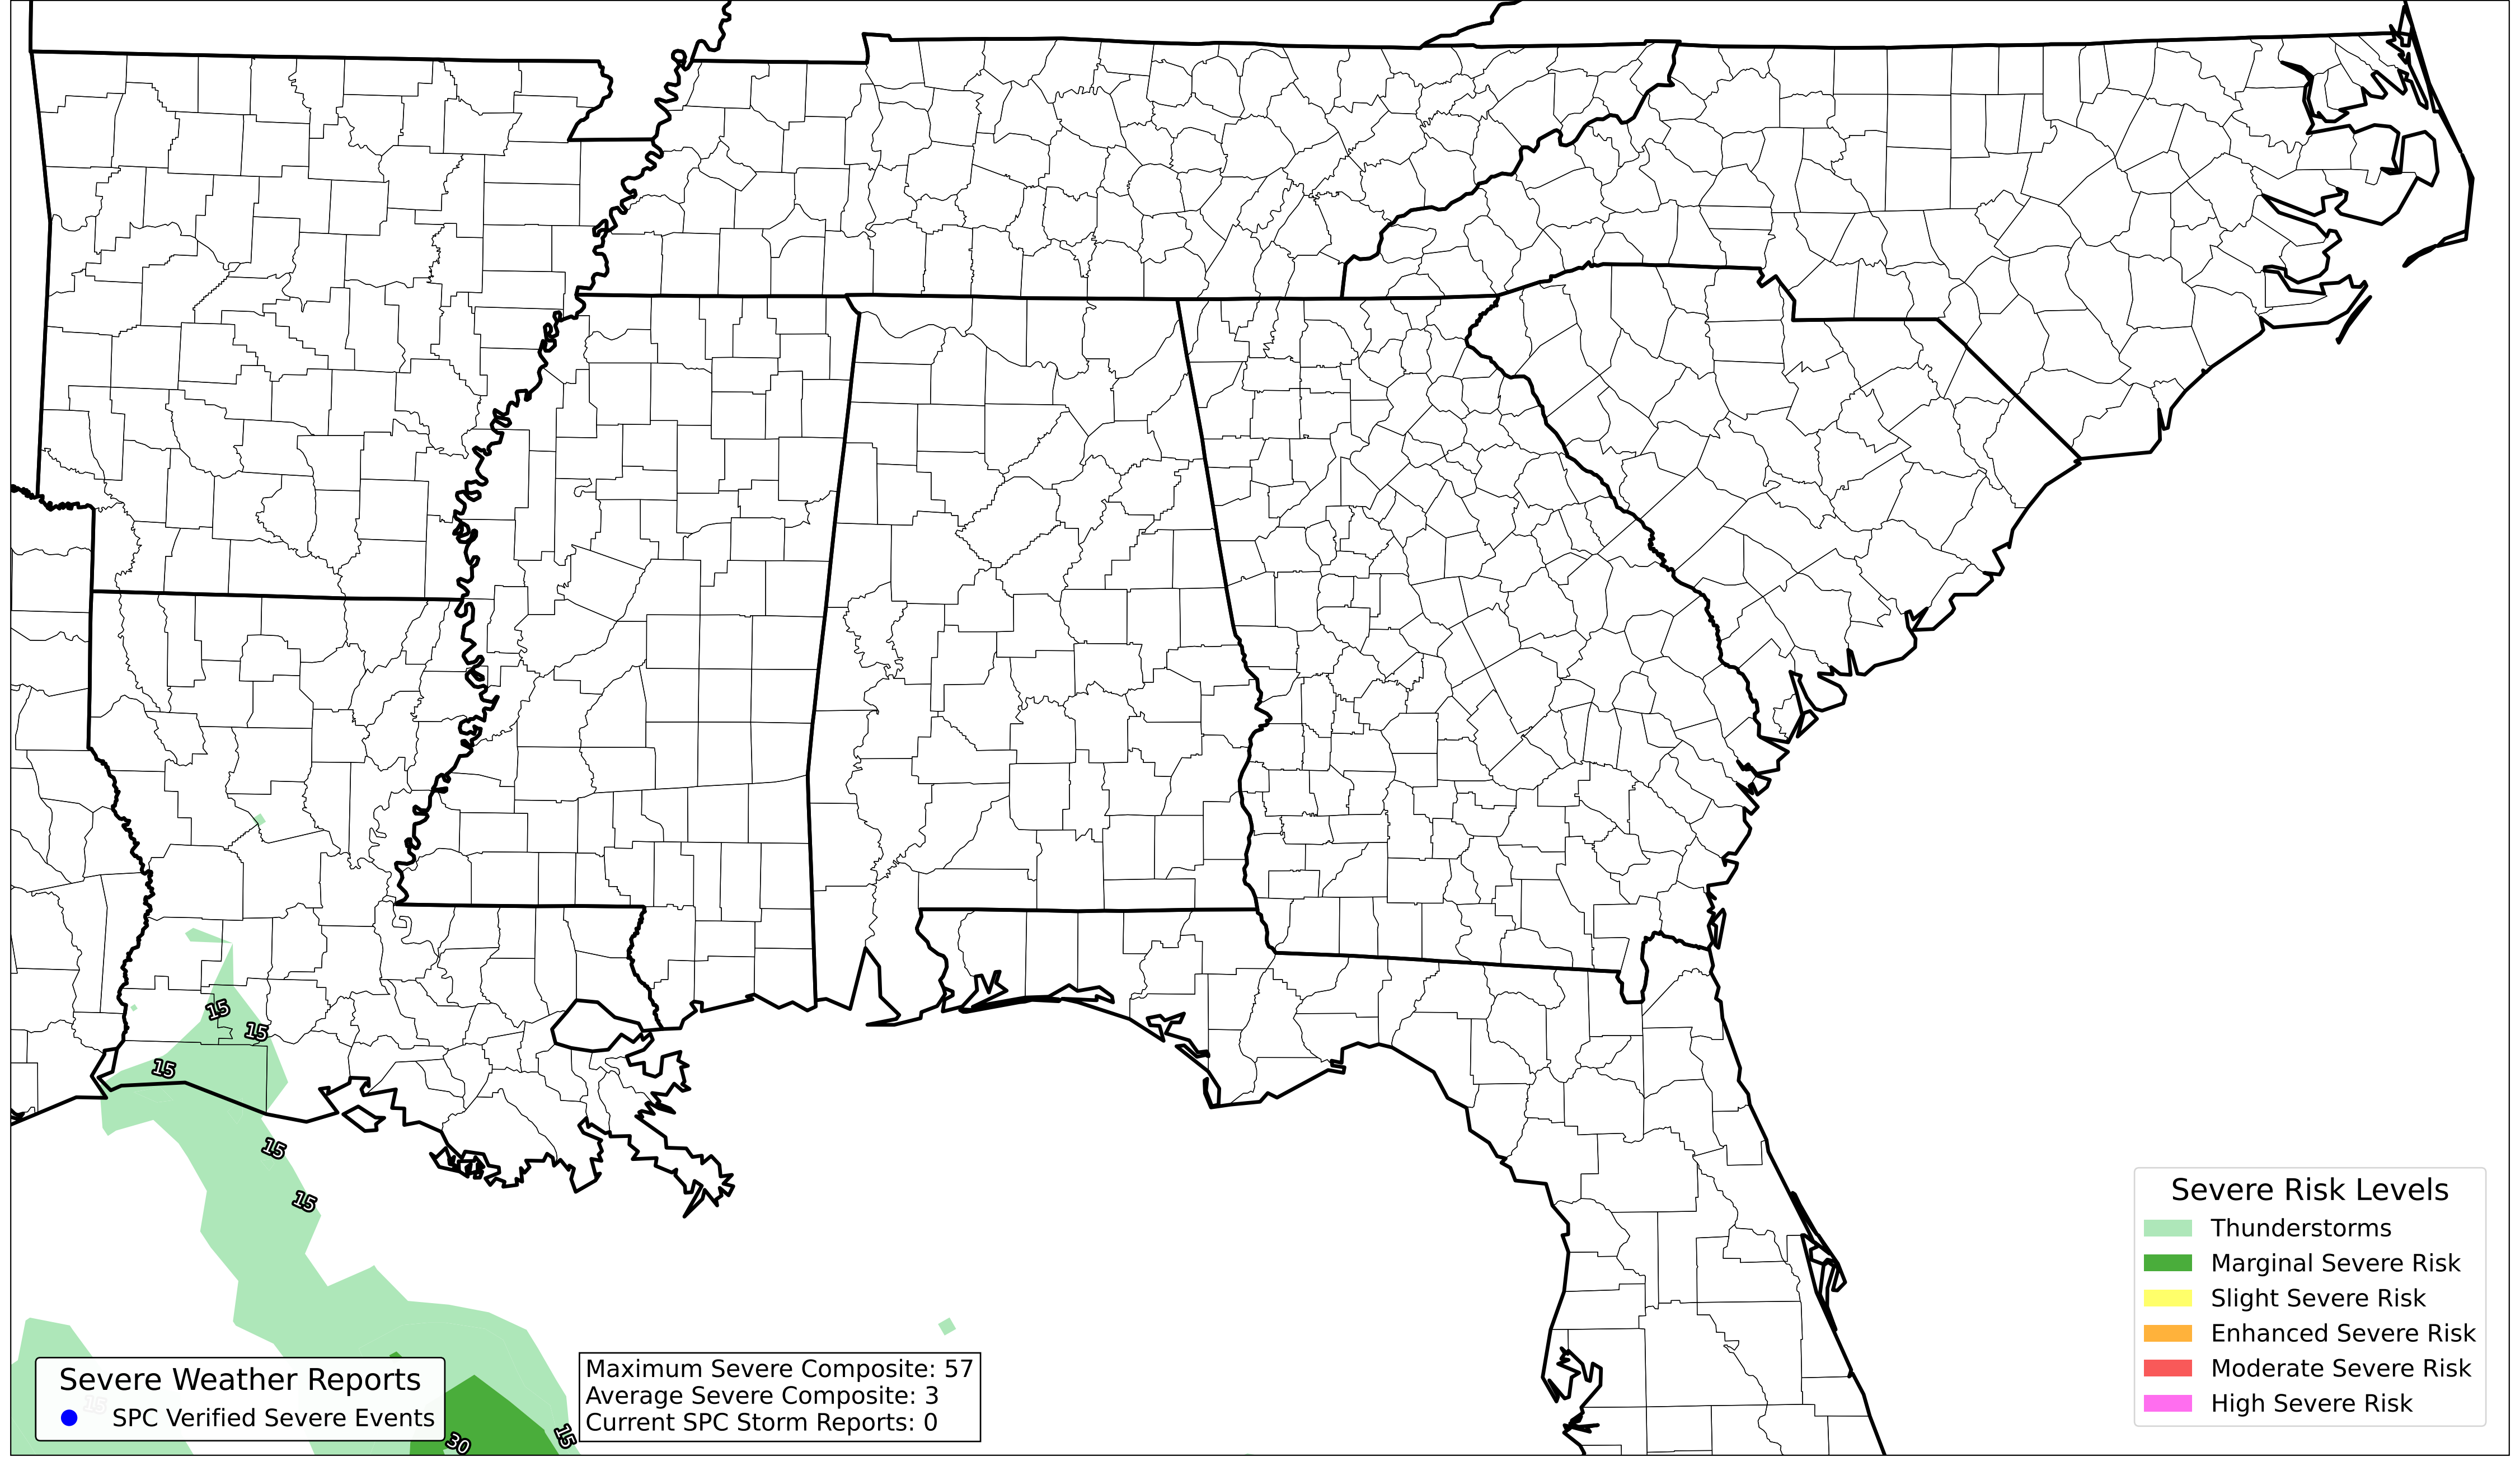 15
15
15
15
15
Severe Risk Levels
Thunderstorms
Marginal Severe Risk
Slight Severe Risk
Enhanced Severe Risk
Moderate Severe Risk
High Severe Risk
Severe Weather Reports
SPC Verified Severe Events
15
Maximum Severe Composite: 57
Average Severe Composite: 3
Current SPC Storm Reports: 0
30
15